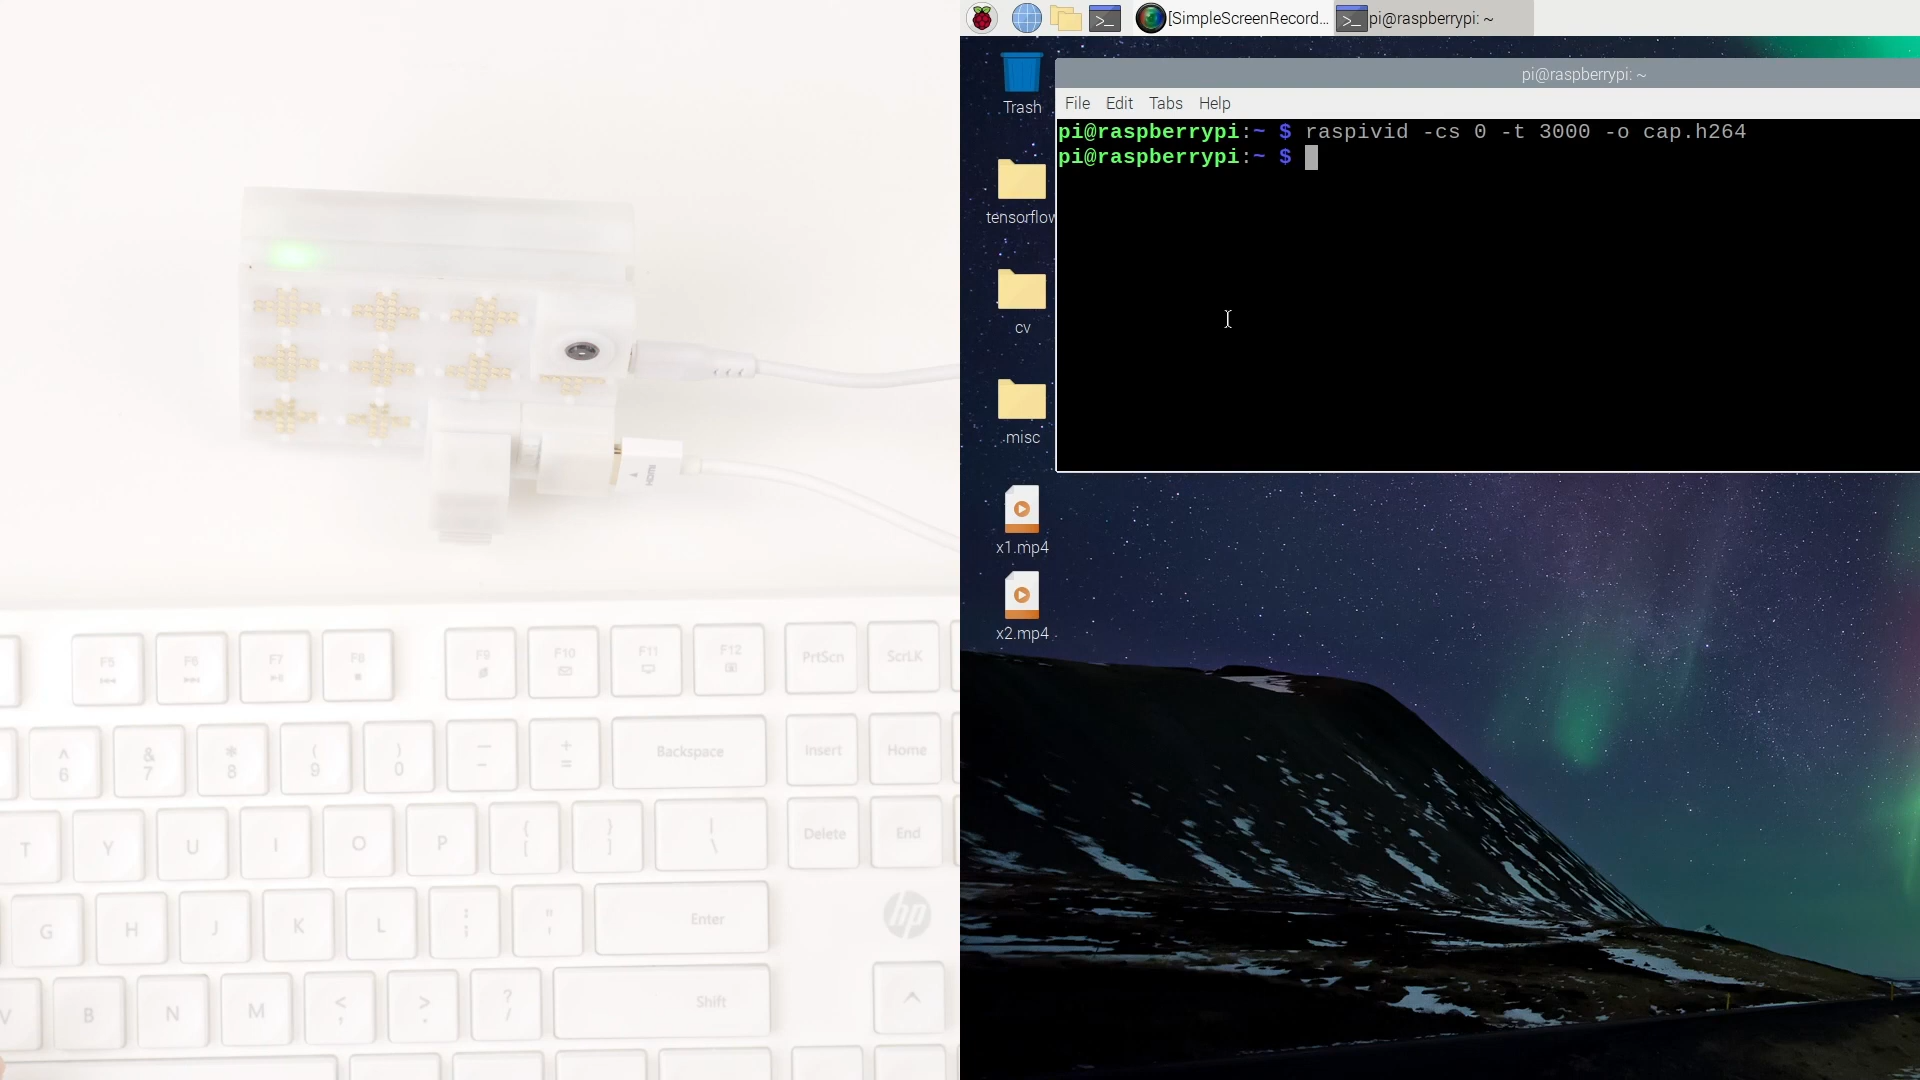 [SimpleScreenRecord...
pi@raspberrypi: ~
pi@raspberrypi: ~
File Edit Tabs Help
pi@raspberrypi:~ $ raspivid -cs 0 -t 3000 -o cap.h264
pi@raspberrypi:~ $
Trash
tensorflow
cv
misc
x1.mp4
x2.mp4
HDMI
F5 F6 F7 F8 F9 F10 F11 F12 PrtScn ScrLK
^ & * ( ) — +
6 7 8 9 0 - = Backspace Insert Home
{ } |
T Y U I O P [ ] \ Delete End
: "
G H J K L ; ' Enter hp
< > ?
V B N M , . / Shift ^